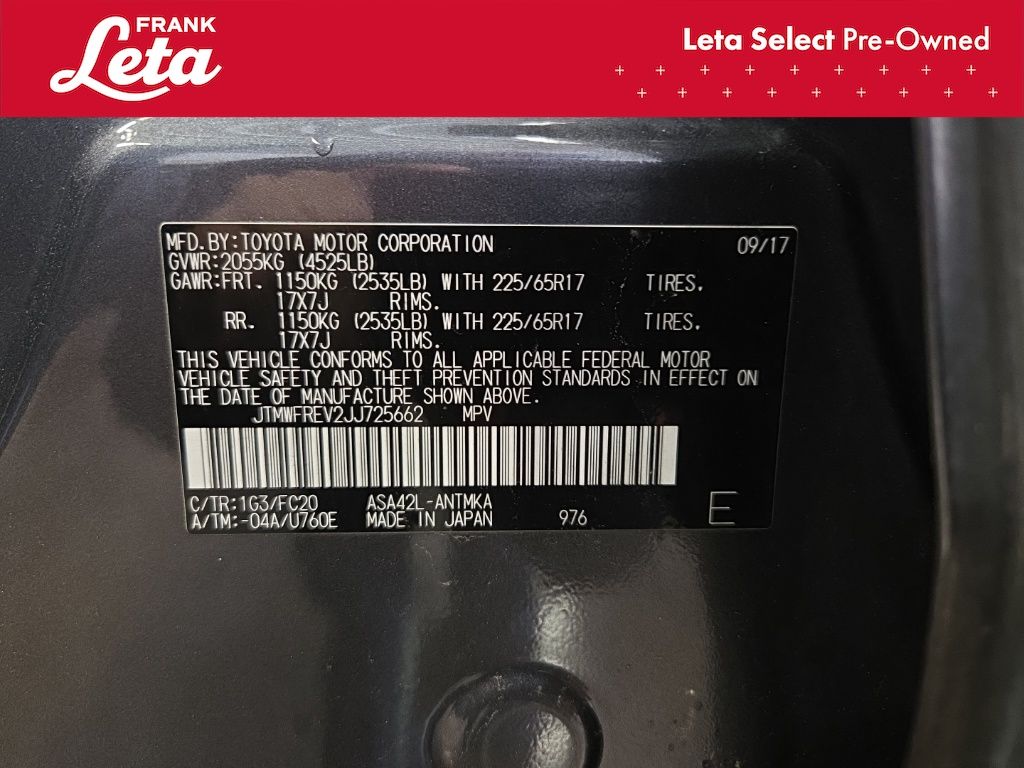 FRANK
Leta
Leta Select Pre-Owned
MFD.BY:TOYOTA MOTOR CORPORATION 09/17
GVWR:2055KG (4525LB)
GAWR:FRT. 1150KG (2535LB) WITH 225/65R17 TIRES.
17X7J RIMS.
RR. 1150KG (2535LB) WITH 225/65R17 TIRES.
17X7J RIMS.
THIS VEHICLE CONFORMS TO ALL APPLICABLE FEDERAL MOTOR
VEHICLE SAFETY AND THEFT PREVENTION STANDARDS IN EFFECT ON
THE DATE OF MANUFACTURE SHOWN ABOVE.
JTMWFREV2JJ725662 MPV
C/TR:1G3/FC20 ASA42L-ANTMKA
A/TM:-04A/U760E MADE IN JAPAN 976 E